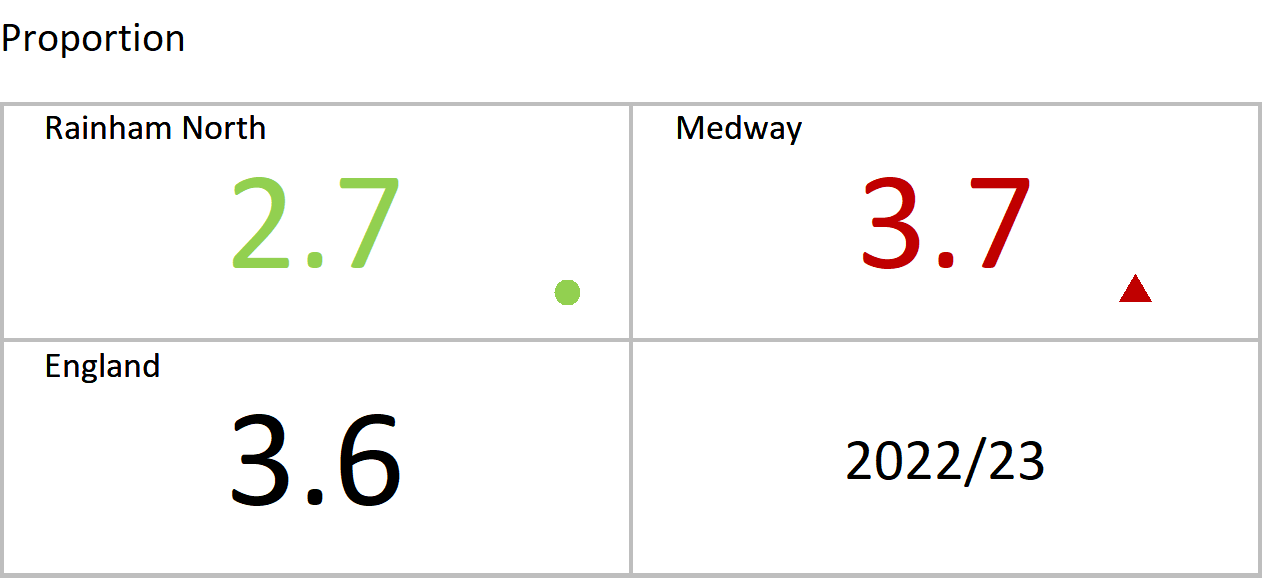 Proportion
Rainham North
2.7
Medway
3.7
England
3.6
2022/23